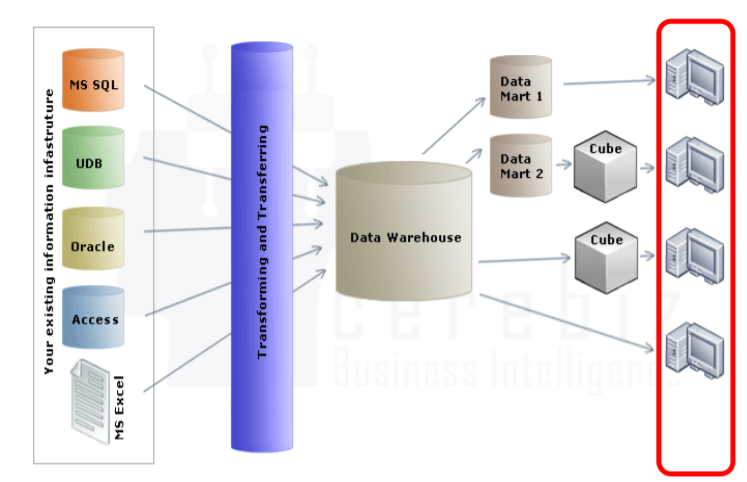 Your existing information infastruture
MS SQL
UDB
Oracle
Access
MS Excel
Transforming and Transferring
Data Warehouse
Data
Mart 1
Data
Mart 2
Cube
Cube
cerebiz
Business Intelligence